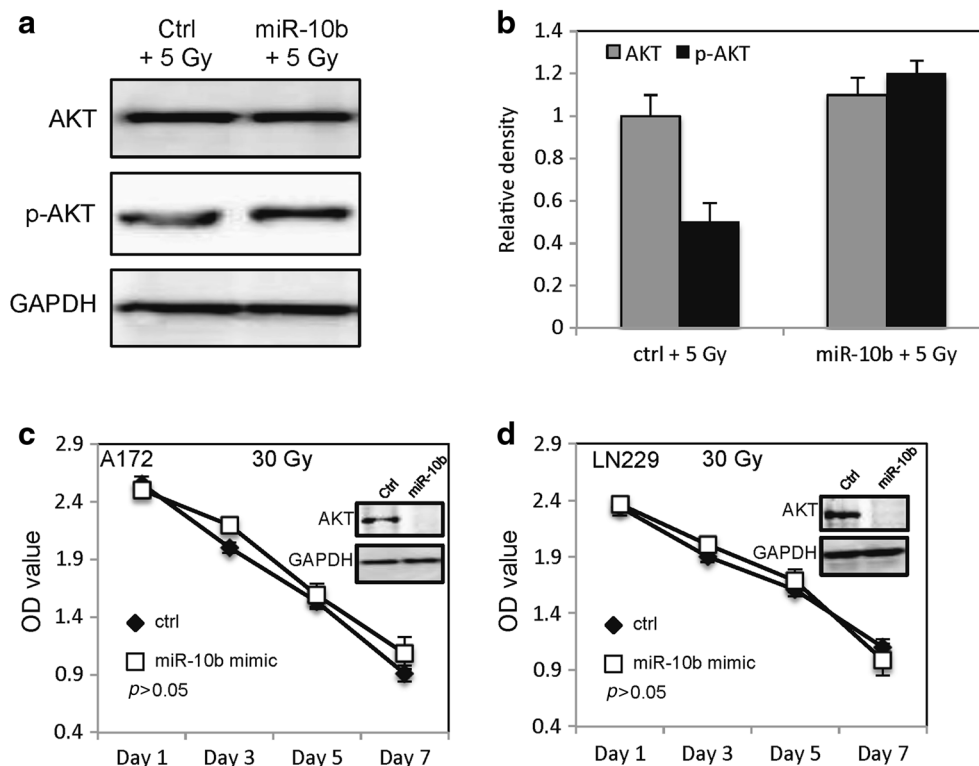 a
Ctrl + 5 Gy
miR-10b + 5 Gy
AKT
p-AKT
GAPDH
b
AKT
p-AKT
Relative density
1.4
1.2
1
0.8
0.6
0.4
0.2
0
ctrl + 5 Gy
miR-10b + 5 Gy
c
A172
30 Gy
OD value
2.9
2.4
1.9
1.4
0.9
0.4
Ctrl
miR-10b
AKT
GAPDH
ctrl
miR-10b mimic
p>0.05
Day 1
Day 3
Day 5
Day 7
d
LN229
30 Gy
OD value
2.9
2.4
1.9
1.4
0.9
0.4
Ctrl
miR-10b
AKT
GAPDH
ctrl
miR-10b mimic
p>0.05
Day 1
Day 3
Day 5
Day 7